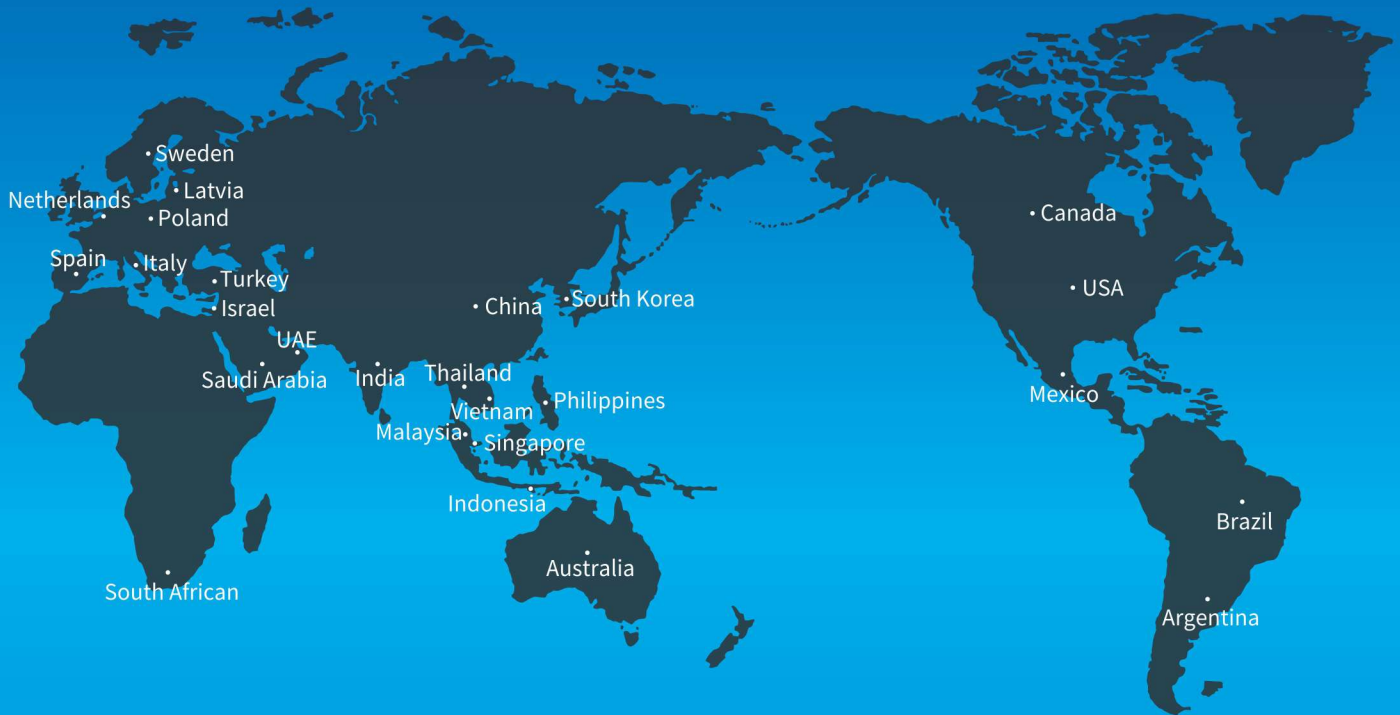 Sweden
Latvia
Netherlands
Poland
Canada
Spain
Italy
Turkey
USA
China
South Korea
Israel
UAE
Saudi Arabia
India
Thailand
Mexico
Vietnam
Philippines
Malaysia
Singapore
Indonesia
Brazil
Australia
South African
Argentina